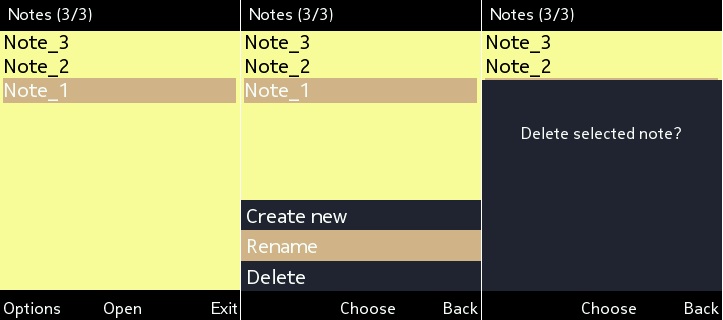 Notes (3/3)
Note_3
Note_2
Note_1
Options Open Exit
Notes (3/3)
Note_3
Note_2
Note_1
Create new
Rename
Delete
Choose Back
Notes (3/3)
Note_3
Note_2
Delete selected note?
Choose Back